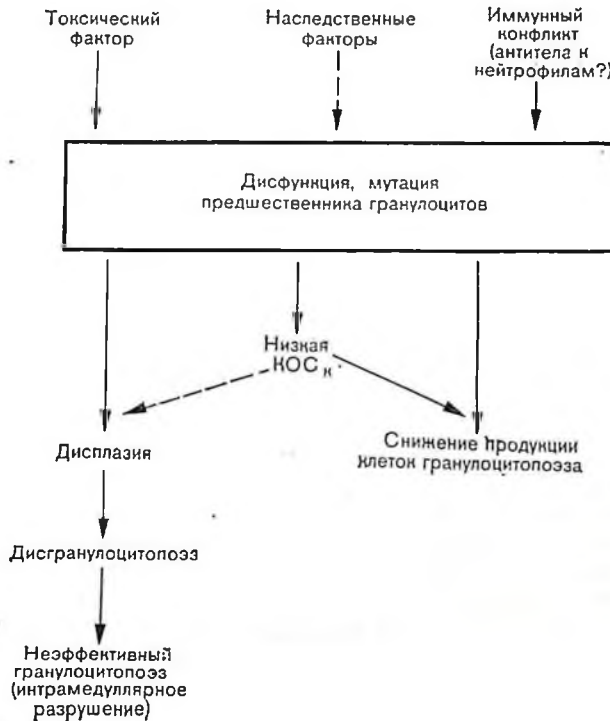 Токсический
фактор
Наследственные
факторы
Иммунный
конфликт
(антитела к
нейтрофилам?)
Дисфункция, мутация
предшественника гранулоцитов
Низкая
КОСк
Дисплазия
Снижение продукции
клеток гранулоцитопоэза
Дисгранулоцитопоэз
Неэффективный
гранулоцитопоэз
(интрамедуллярное
разрушение)